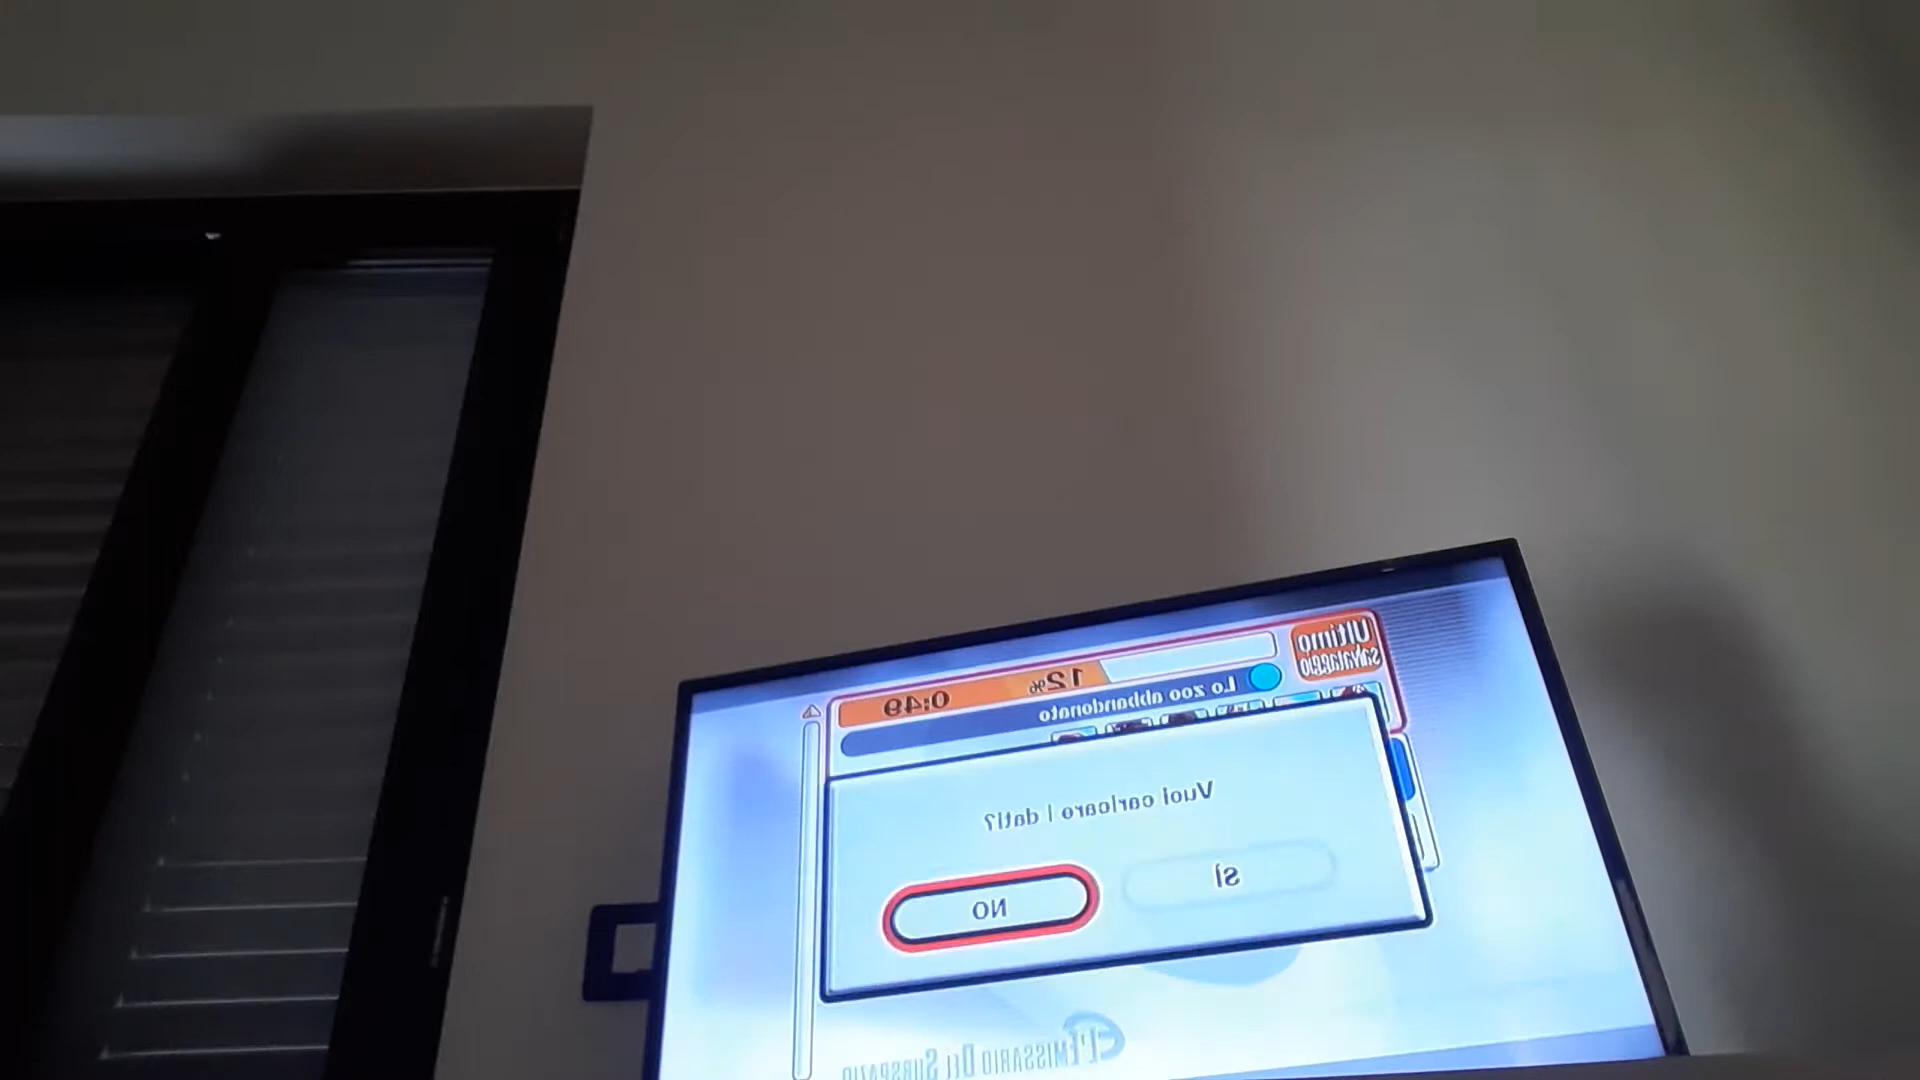 Ultimo
salvataggio
12% 0:49
Lo zoo abbandonato
Vuoi caricare i dati?
SÌ
NO
L'EMISSARIO DEL SUBSPAZIO